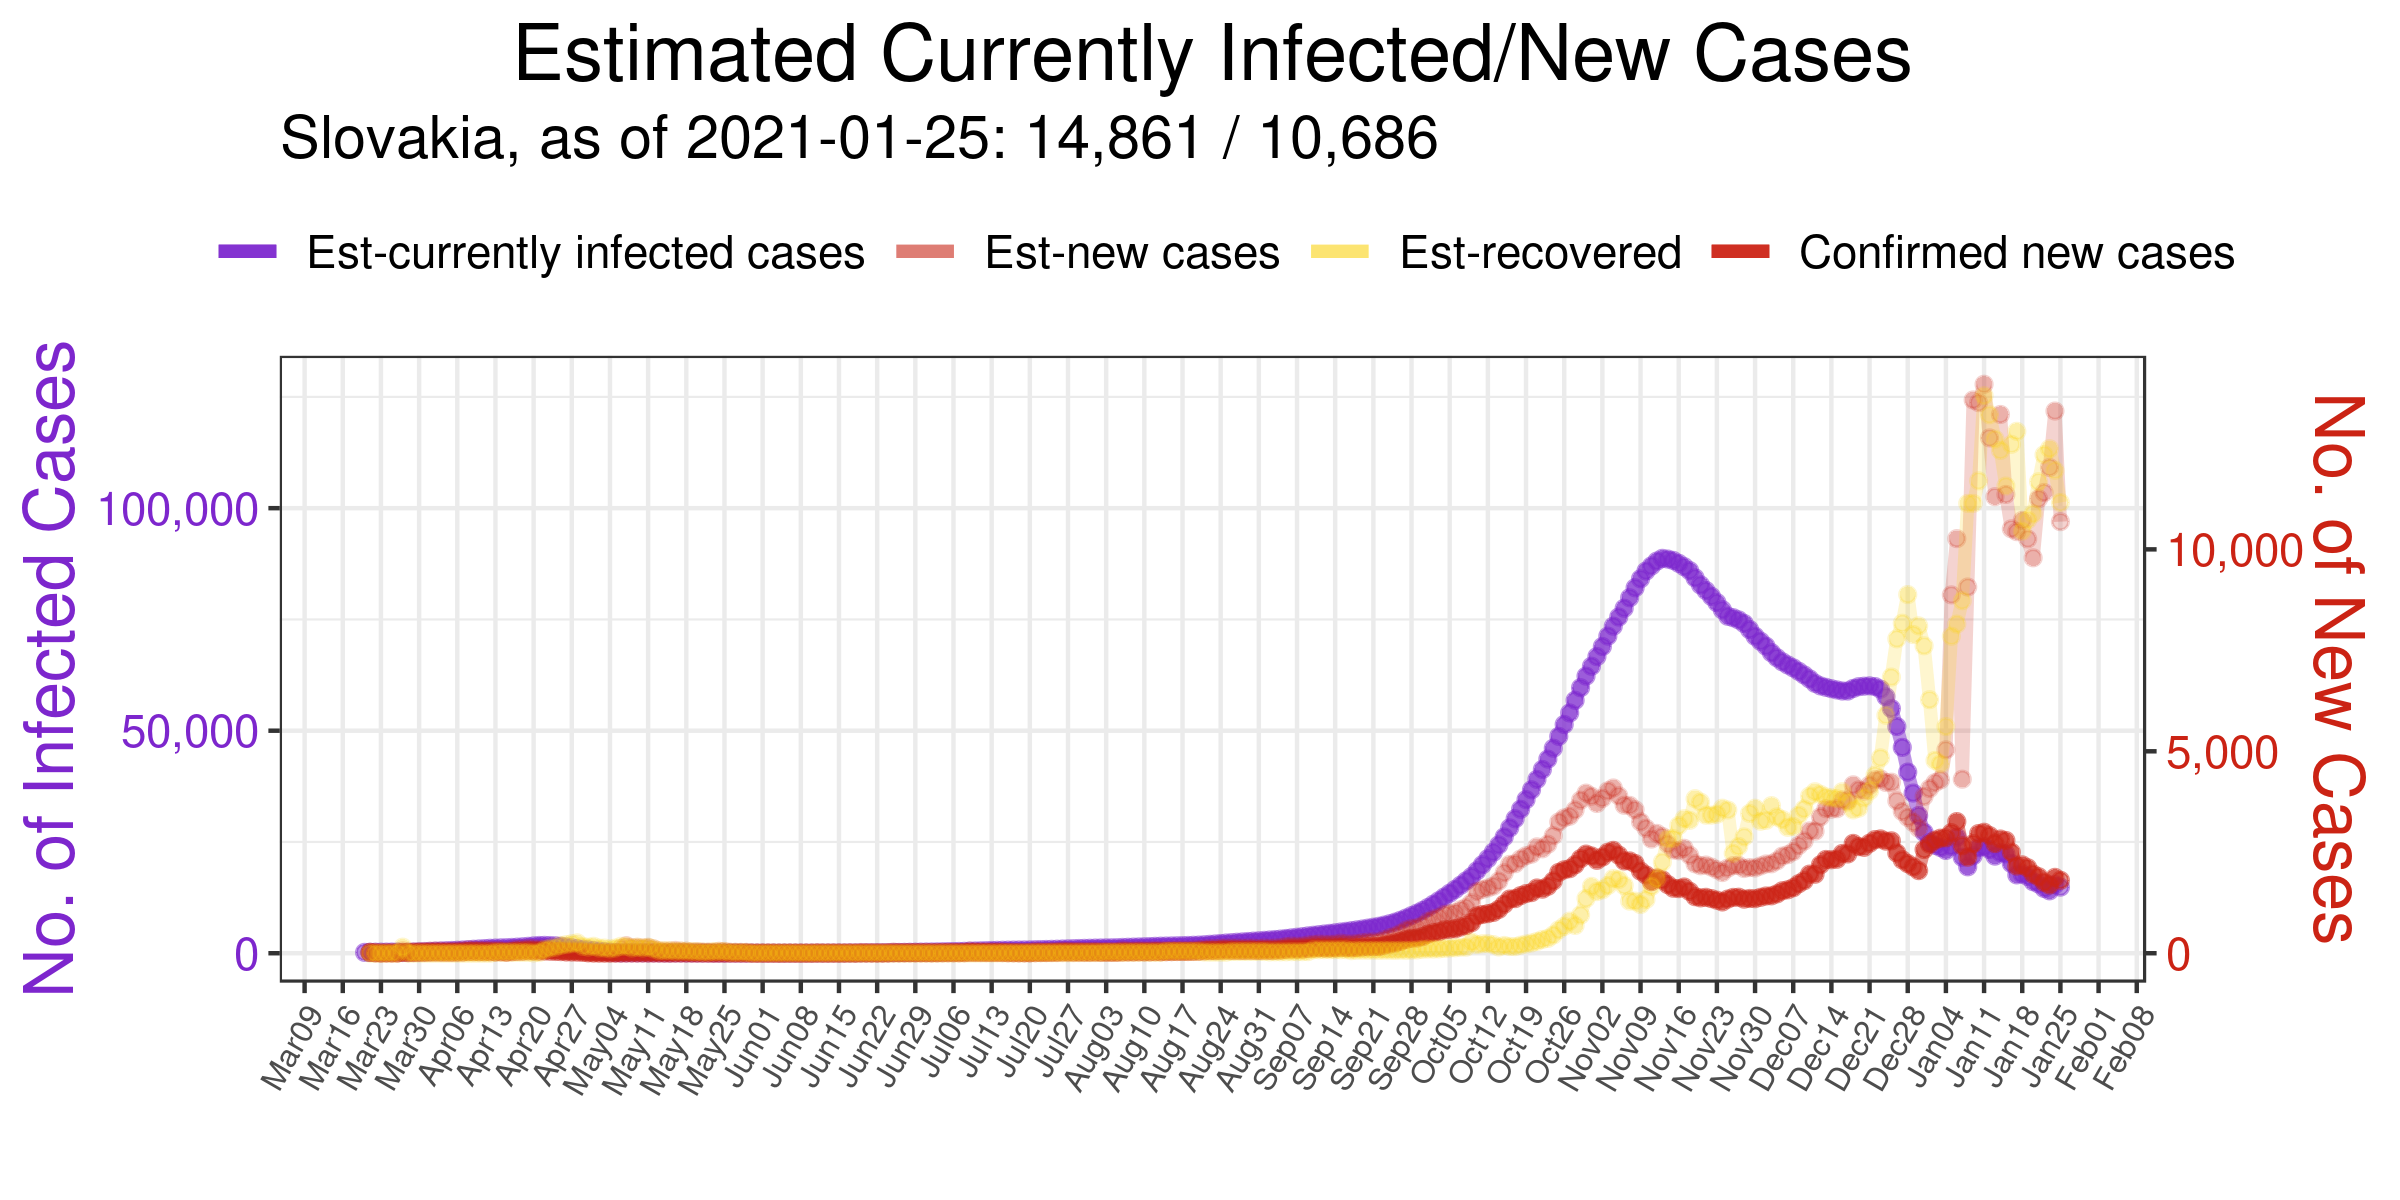 Estimated Currently Infected/New Cases
Slovakia, as of 2021-01-25: 14,861 / 10,686
Est-currently infected cases Est-new cases Est-recovered Confirmed new cases
No. of Infected Cases
100,000
50,000
0
10,000
5,000
0
No. of New Cases
Mar09 Mar16 Mar23 Mar30 Apr06 Apr13 Apr20 Apr27 May04 May11 May18 May25 Jun01 Jun08 Jun15 Jun22 Jun29 Jul06 Jul13 Jul20 Jul27 Aug03 Aug10 Aug17 Aug24 Aug31 Sep07 Sep14 Sep21 Sep28 Oct05 Oct12 Oct19 Oct26 Nov02 Nov09 Nov16 Nov23 Nov30 Dec07 Dec14 Dec21 Dec28 Jan04 Jan11 Jan18 Jan25 Feb01 Feb08